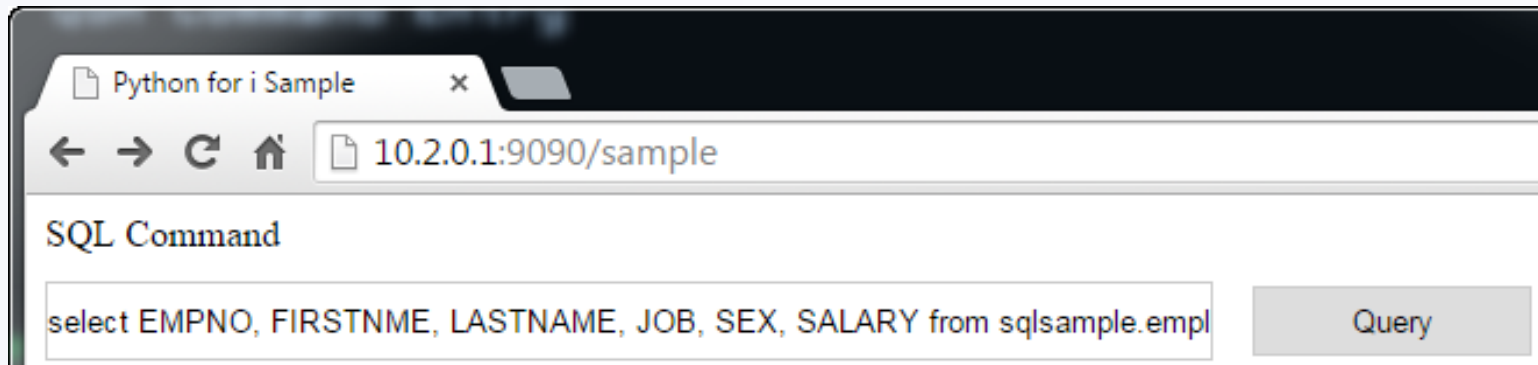 Python for i Sample
10.2.0.1:9090/sample
SQL Command
select EMPNO, FIRSTNME, LASTNAME, JOB, SEX, SALARY from sqlsample.empl
Query